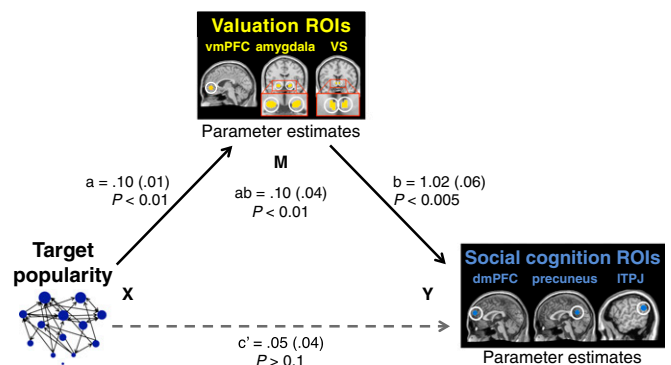 Valuation ROIs
vmPFC amygdala VS
Parameter estimates
M
a = .10 (.01)
P < 0.01
ab = .10 (.04)
P < 0.01
b = 1.02 (.06)
P < 0.005
Target
popularity
X
Y
Social cognition ROIs
dmPFC precuneus lTPJ
Parameter estimates
c' = .05 (.04)
P > 0.1